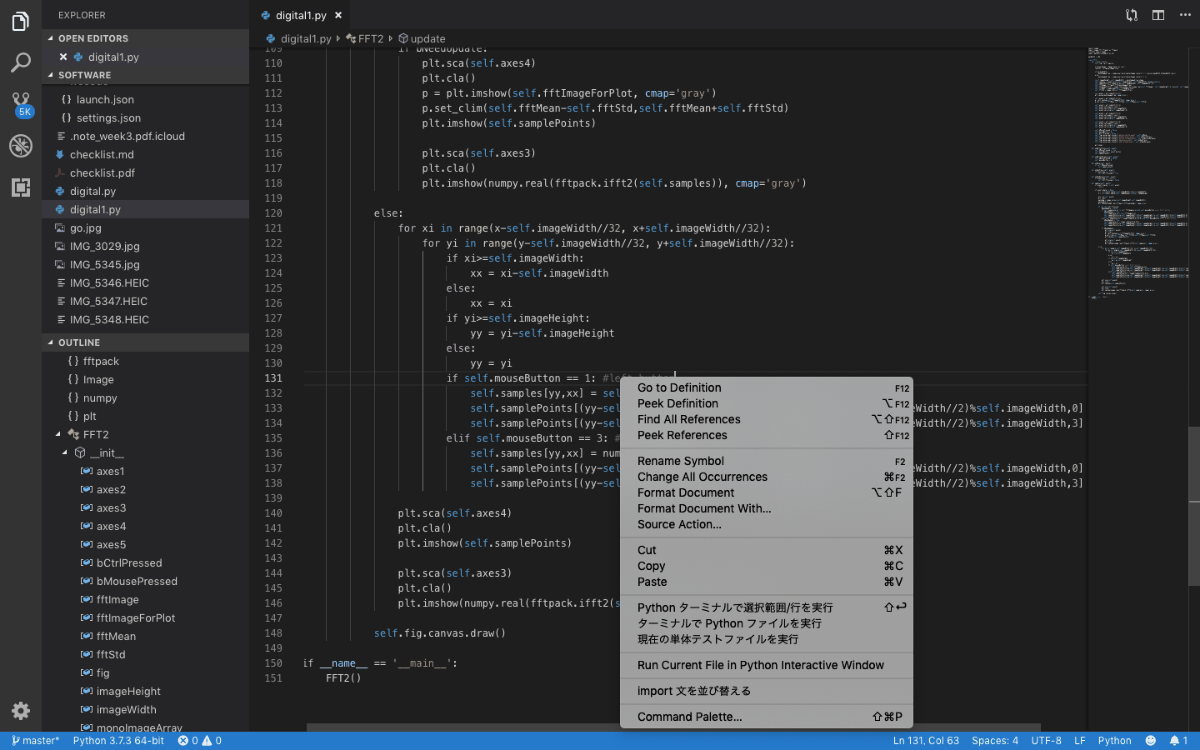 EXPLORER
OPEN EDITORS
digital1.py
SOFTWARE
{} launch.json
{} settings.json
.note_week3.pdf.icloud
checklist.md
checklist.pdf
digital.py
digital1.py
go.jpg
IMG_3029.jpg
IMG_5345.jpg
IMG_5346.HEIC
IMG_5347.HEIC
IMG_5348.HEIC
OUTLINE
{} fftpack
{} Image
{} numpy
{} plt
FFT2
__init__
axes1
axes2
axes3
axes4
axes5
bCtrlPressed
bMousePressed
fftImage
fftImageForPlot
fftMean
fftStd
fig
imageHeight
imageWidth
monoImageArray
5K
digital1.py
digital1.py › FFT2 › update
109 if bNeedUpdate:
110 plt.sca(self.axes4)
111 plt.cla()
112 p = plt.imshow(self.fftImageForPlot, cmap='gray')
113 p.set_clim(self.fftMean-self.fftStd,self.fftMean+self.fftStd)
114 plt.imshow(self.samplePoints)
115
116 plt.sca(self.axes3)
117 plt.cla()
118 plt.imshow(numpy.real(fftpack.ifft2(self.samples)), cmap='gray')
119
120 else:
121 for xi in range(x-self.imageWidth//32, x+self.imageWidth//32):
122 for yi in range(y-self.imageWidth//32, y+self.imageWidth//32):
123 if xi>=self.imageWidth:
124 xx = xi-self.imageWidth
125 else:
126 xx = xi
127 if yi>=self.imageHeight:
128 yy = yi-self.imageHeight
129 else:
130 yy = yi
131 if self.mouseButton == 1: #left
132 self.samples[yy,xx] =
133 self.samplePoints[(yy- Width//2)%self.imageWidth,0]
134 self.samplePoints[(yy- Width//2)%self.imageWidth,3]
135 elif self.mouseButton == 3:
136 self.samples[yy,xx] =
137 self.samplePoints[(yy- Width//2)%self.imageWidth,0]
138 self.samplePoints[(yy- Width//2)%self.imageWidth,3]
139
140 plt.sca(self.axes4)
141 plt.cla()
142 plt.imshow(self.samplePoints)
143
144 plt.sca(self.axes3)
145 plt.cla()
146 plt.imshow(numpy.real(fftpack.ifft2(
147
148 self.fig.canvas.draw()
149
150 if __name__ == '__main__':
151 FFT2()
Go to Definition F12
Peek Definition ⌥F12
Find All References ⌥⇧F12
Peek References ⇧F12
Rename Symbol F2
Change All Occurrences ⌘F2
Format Document ⌥⇧F
Format Document With...
Source Action...
Cut ⌘X
Copy ⌘C
Paste ⌘V
Python ターミナルで選択範囲/行を実行 ⇧↩
ターミナルで Python ファイルを実行
現在の単体テストファイルを実行
Run Current File in Python Interactive Window
import 文を並び替える
Command Palette... ⇧⌘P
master* Python 3.7.3 64-bit 0 0 Ln 131, Col 63 Spaces: 4 UTF-8 LF Python 1